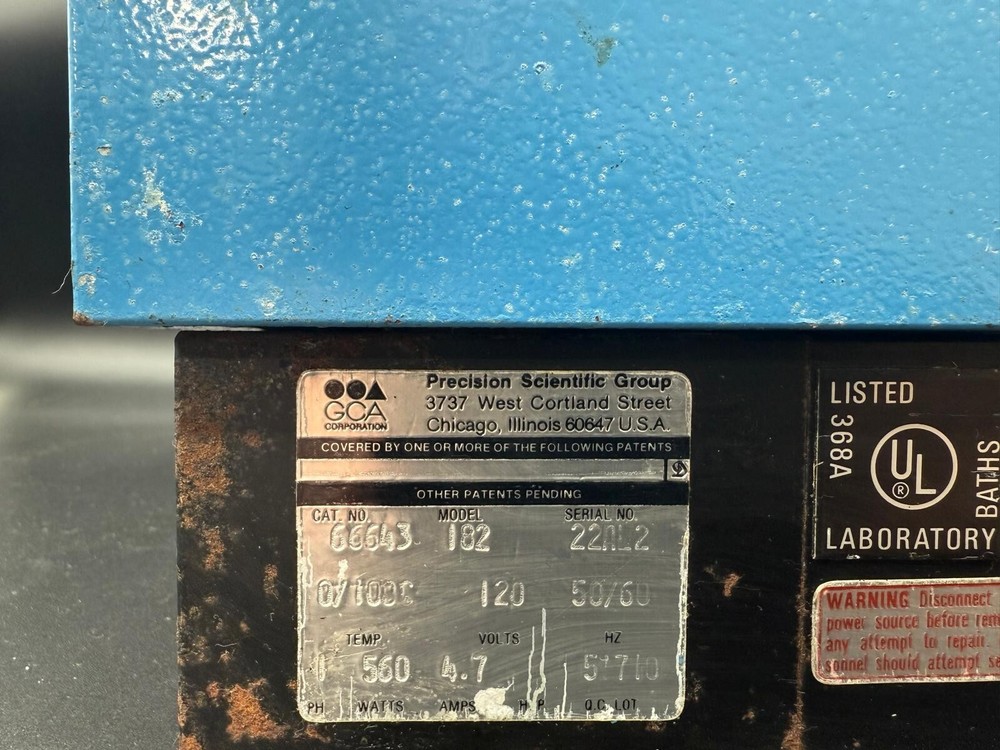 GCA
CORPORATION
Precision Scientific Group
3737 West Cortland Street
Chicago, Illinois 60647 U.S.A.
COVERED BY ONE OR MORE OF THE FOLLOWING PATENTS
OTHER PATENTS PENDING
CAT. NO. MODEL SERIAL NO.
66643 182
0/100C 120 50/60
TEMP. VOLTS HZ
1 560 4.7
PH WATTS AMPS H.P. Q.C. LOT
LISTED
368A
UL
®
BATHS
LABORATORY
WARNING Disconnect
power source before
any attempt to repair.
should attempt